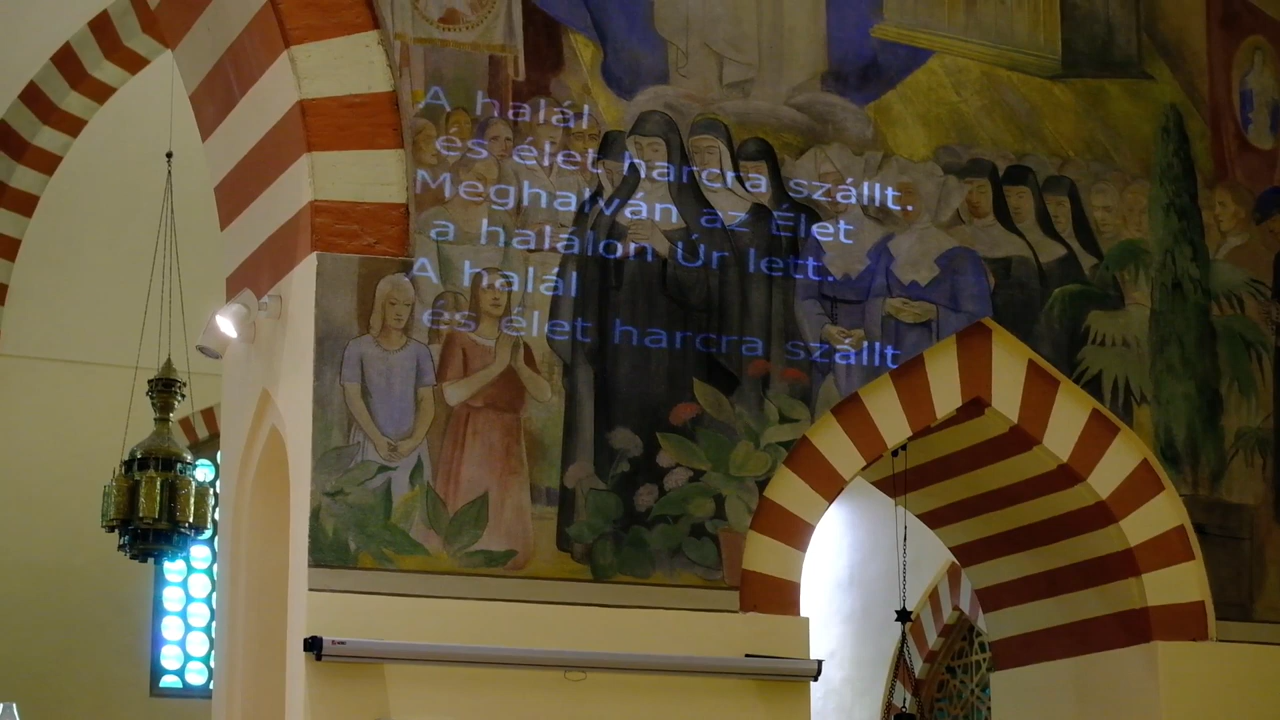 A halál
és élet harcra szállt.
Meghalván az Élet
a halálon Úr lett.
A halál
és élet harcra szállt